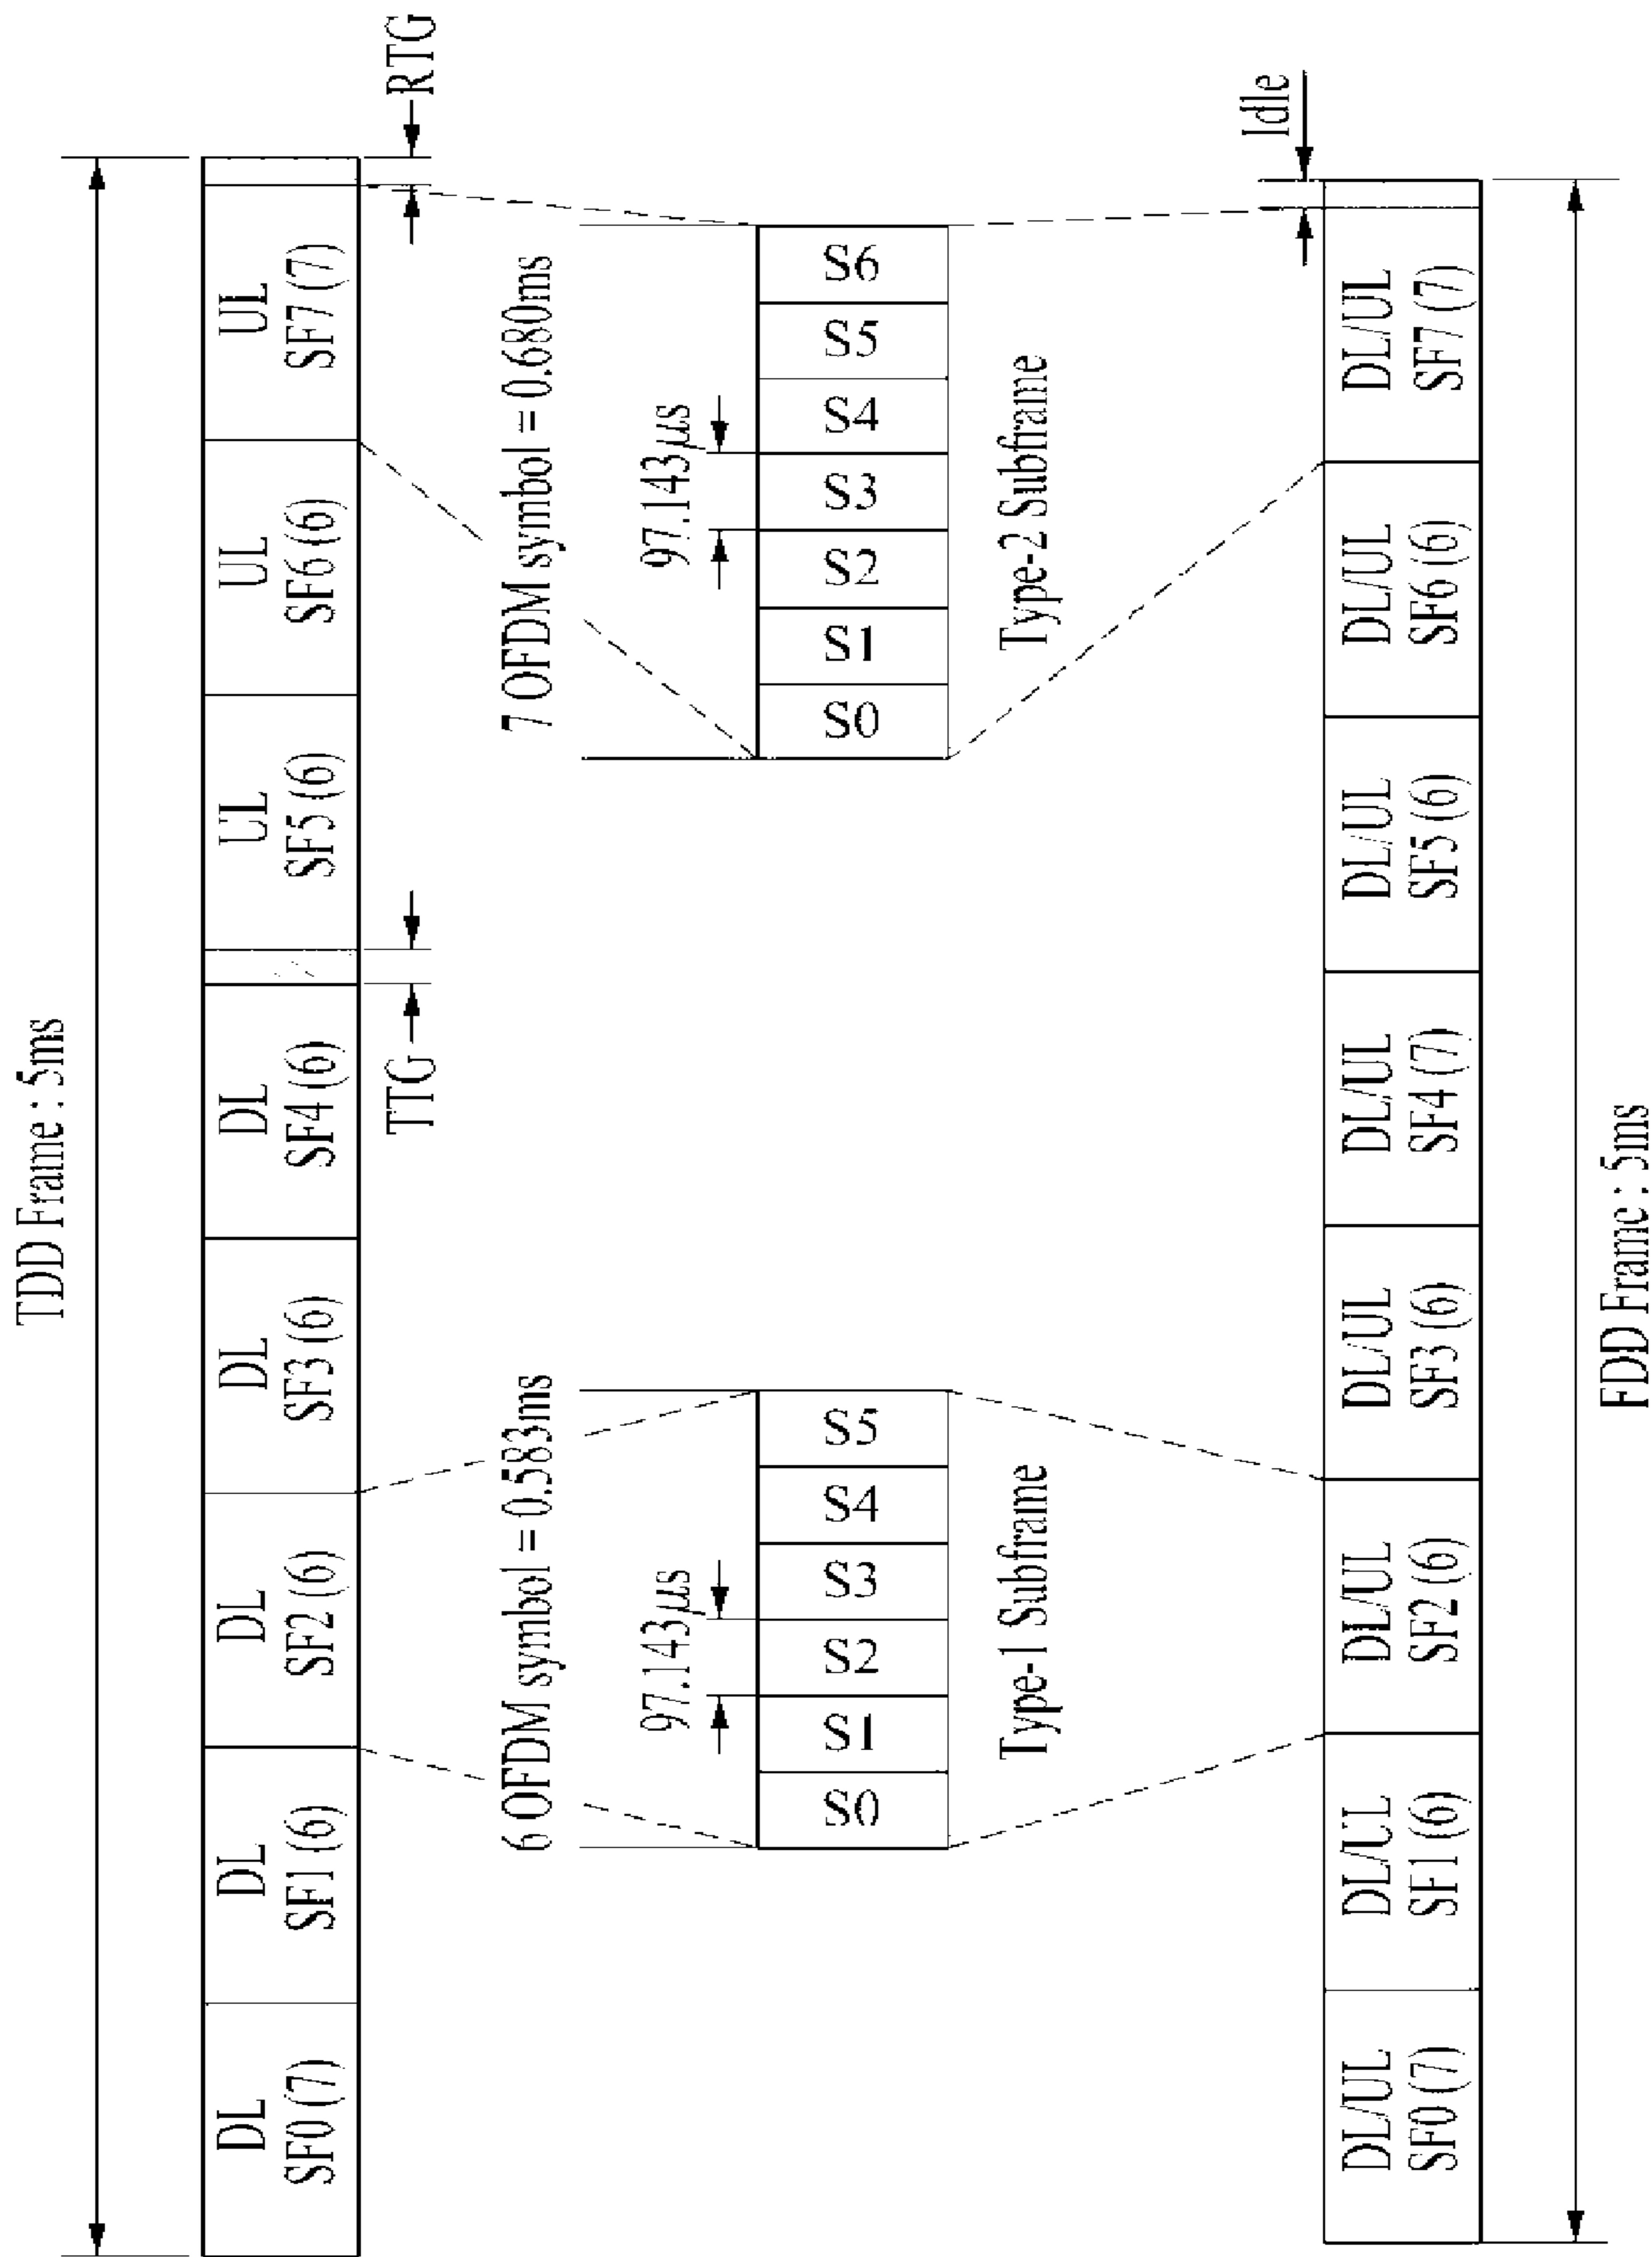 TDD Frame : 5ms
DL
SF0 (7)
DL
SF1 (6)
DL
SF2 (6)
DL
SF3 (6)
DL
SF4 (6)
UL
SF5 (6)
UL
SF6 (6)
UL
SF7 (7)
TTG
RTG
6 OFDM symbol = 0.583ms
97.143μs
S0
S1
S2
S3
S4
S5
Type-1 Subframe
7 OFDM symbol = 0.680ms
97.143μs
S0
S1
S2
S3
S4
S5
S6
Type-2 Subframe
Idle
DL/UL
SF0 (7)
DL/UL
SF1 (6)
DL/UL
SF2 (6)
DL/UL
SF3 (6)
DL/UL
SF4 (7)
DL/UL
SF5 (6)
DL/UL
SF6 (6)
DL/UL
SF7 (7)
FDD Frame : 5ms